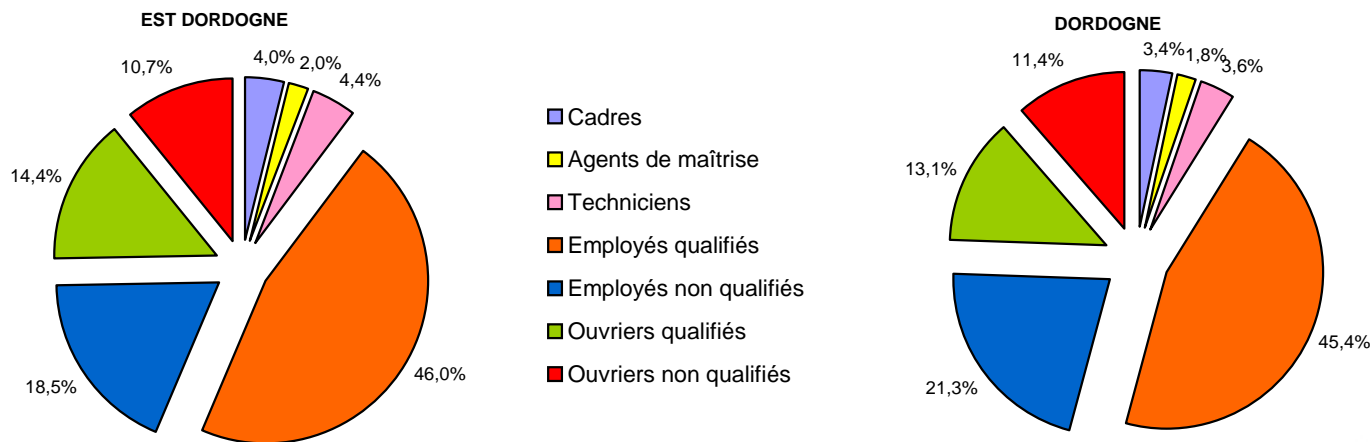 EST DORDOGNE
4,0%
2,0%
4,4%
46,0%
18,5%
14,4%
10,7%
Cadres
Agents de maîtrise
Techniciens
Employés qualifiés
Employés non qualifiés
Ouvriers qualifiés
Ouvriers non qualifiés
DORDOGNE
3,4%
1,8%
3,6%
45,4%
21,3%
13,1%
11,4%